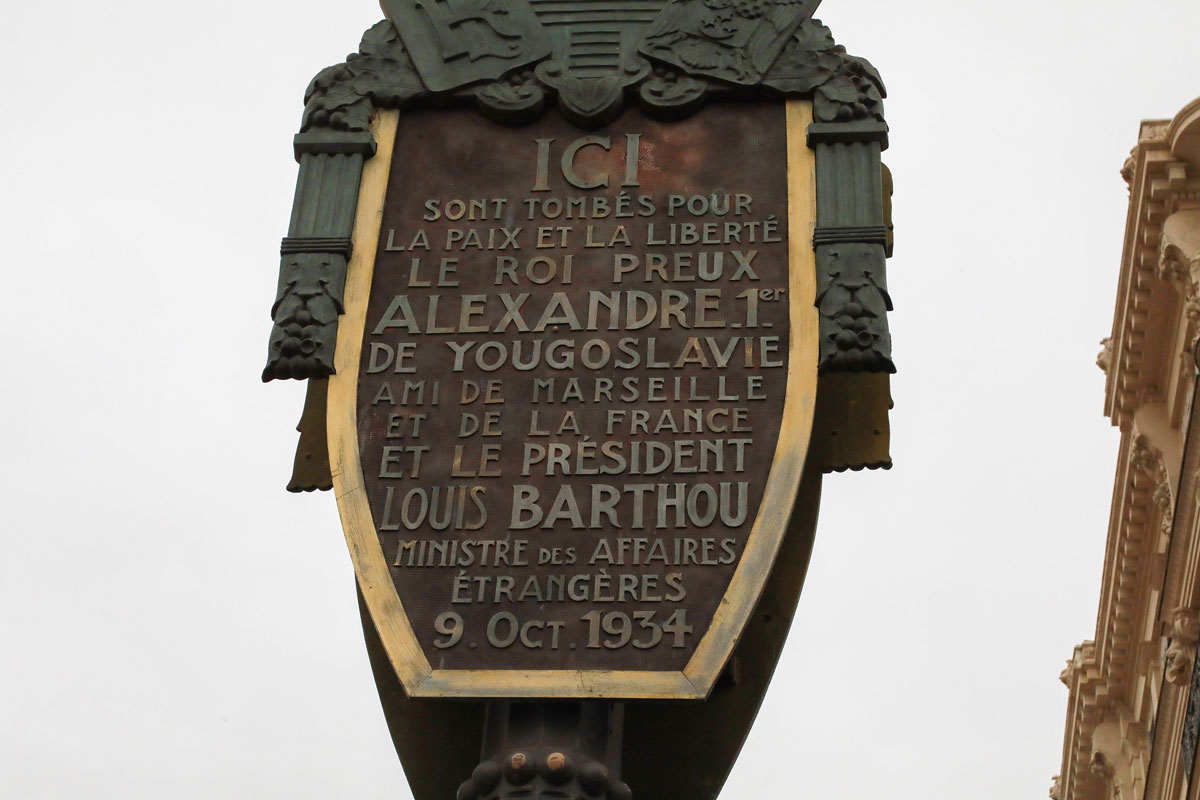 ICI
SONT TOMBÉS POUR
LA PAIX ET LA LIBERTÉ
LE ROI PREUX
ALEXANDRE 1er
DE YOUGOSLAVIE
AMI DE MARSEILLE
ET DE LA FRANCE
ET LE PRÉSIDENT
LOUIS BARTHOU
MINISTRE DES AFFAIRES
ÉTRANGÈRES
9. OCT. 1934